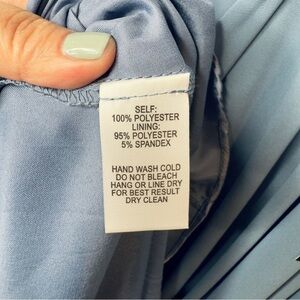 SELF:
100% POLYESTER
LINING:
95% POLYESTER
5% SPANDEX
HAND WASH COLD
DO NOT BLEACH
HANG OR LINE DRY
FOR BEST RESULT
DRY CLEAN